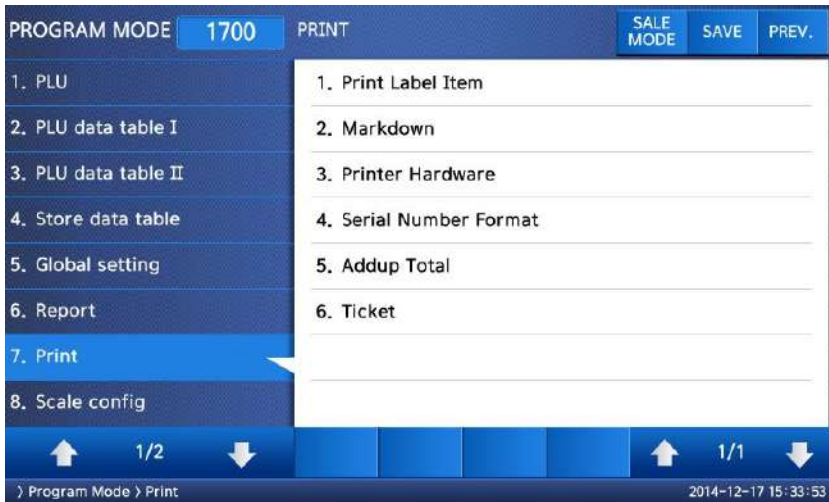 PROGRAM MODE 1700 PRINT SALE MODE SAVE PREV.
1. PLU
2. PLU data table I
3. PLU data table II
4. Store data table
5. Global setting
6. Report
7. Print
8. Scale config
1. Print Label Item
2. Markdown
3. Printer Hardware
4. Serial Number Format
5. Addup Total
6. Ticket
1/2
1/1
〉Program Mode 〉Print
2014-12-17 15:33:53